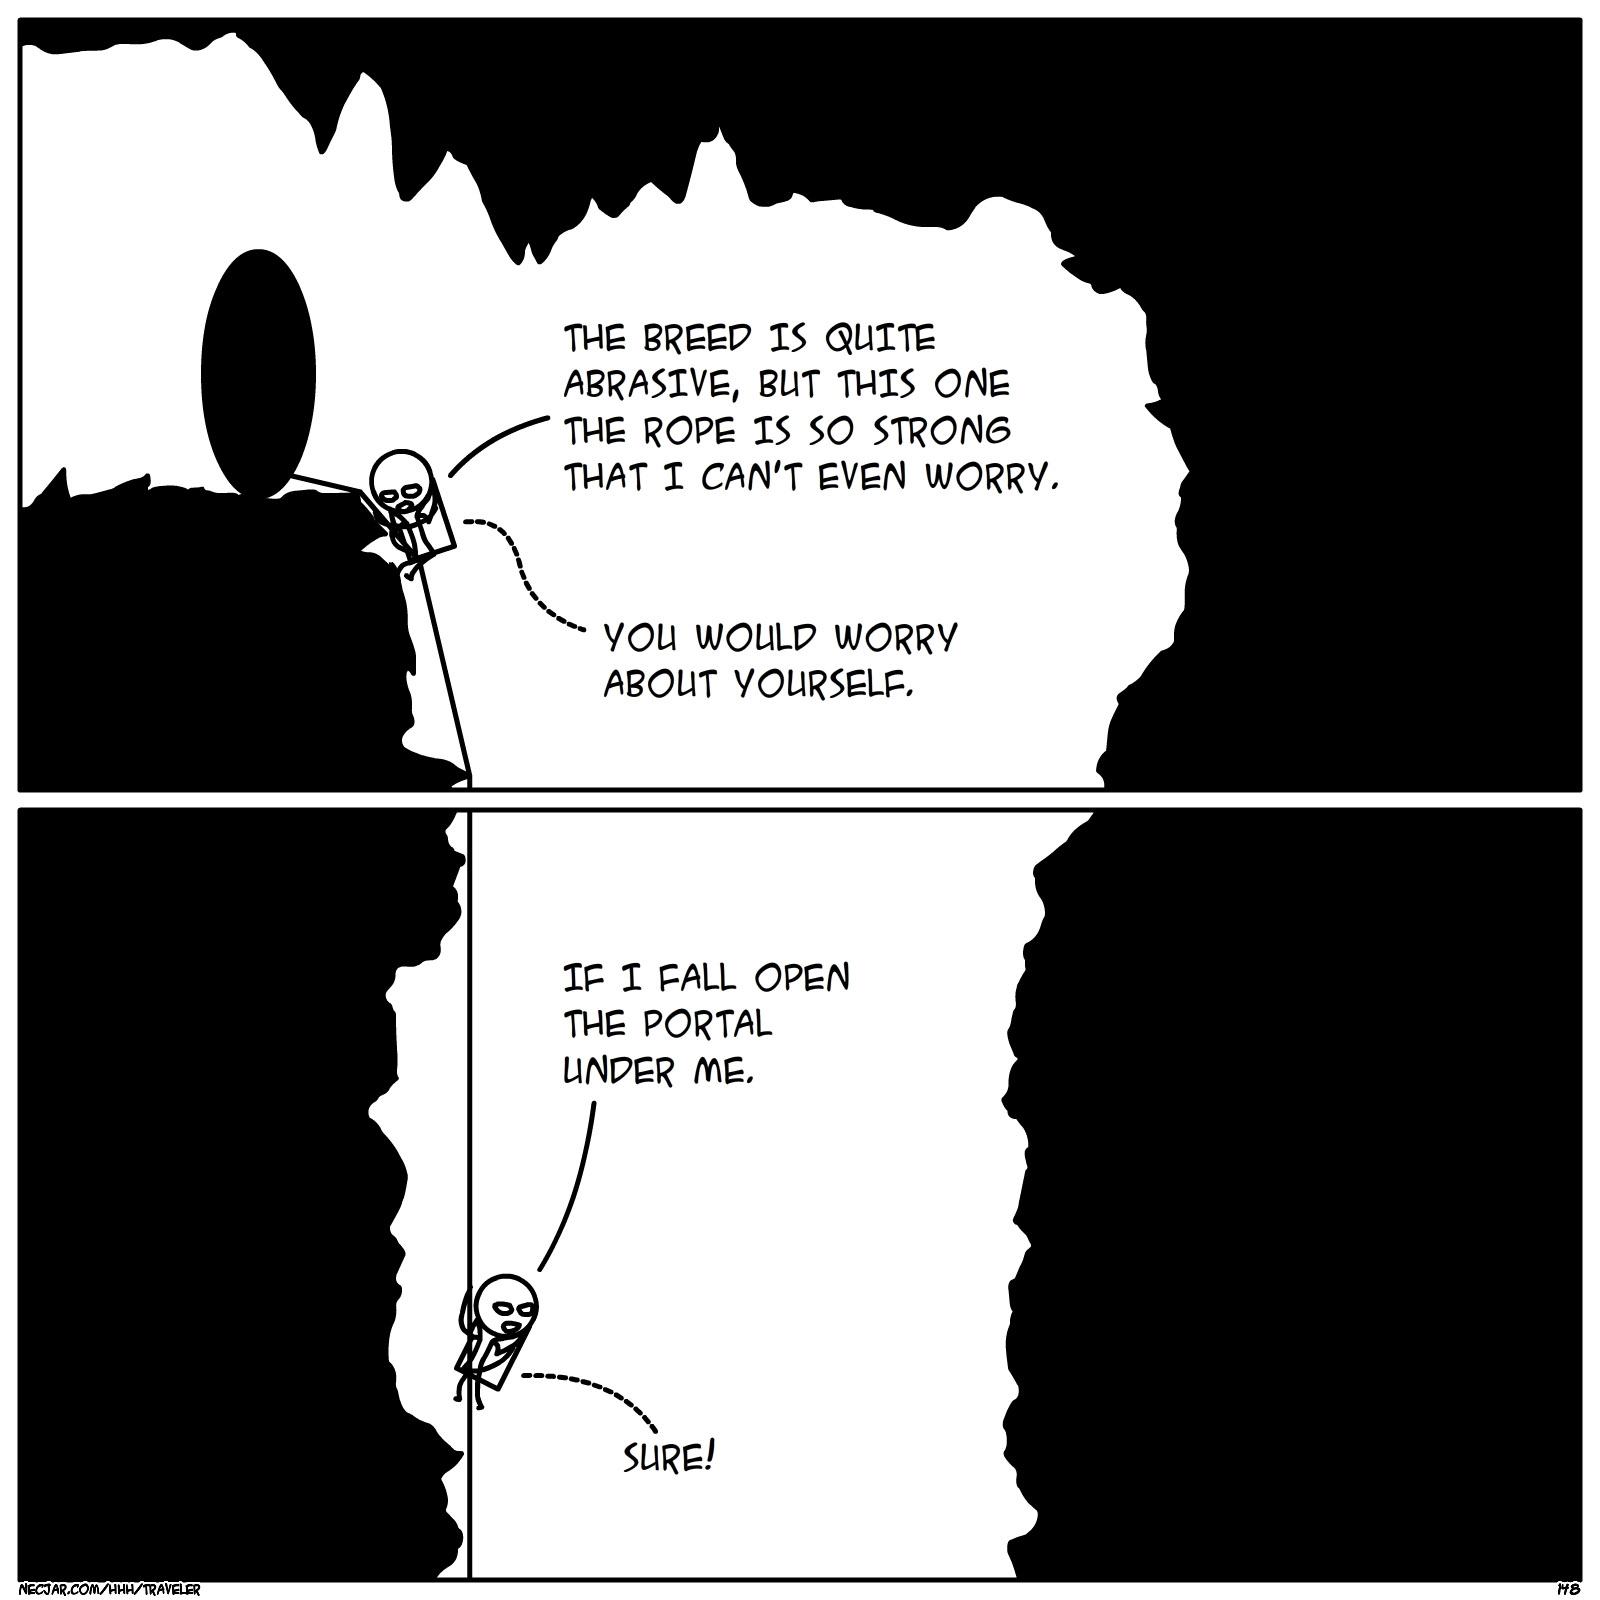 THE BREED IS QUITE
ABRASIVE, BUT THIS ONE
THE ROPE IS SO STRONG
THAT I CAN'T EVEN WORRY.
YOU WOULD WORRY
ABOUT YOURSELF.
IF I FALL OPEN
THE PORTAL
UNDER ME.
SURE!
NECJAR.COM/HHH/TRAVELER
148